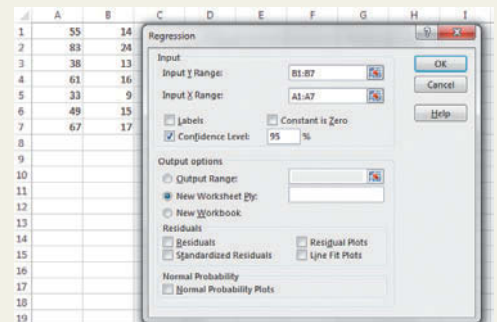 A B C D E F G H I
1 55 14
2 83 24
3 38 13
4 61 16
5 33 9
6 49 15
7 67 17
8
9
10
11
12
13
14
15
16
17
18
19
Regression
Input
Input Y Range: B1:B7
Input X Range: A1:A7
Labels Constant is Zero
Confidence Level: 95 %
OK
Cancel
Help
Output options
Output Range:
New Worksheet Ply:
New Workbook
Residuals
Residuals Residual Plots
Standardized Residuals Line Fit Plots
Normal Probability
Normal Probability Plots